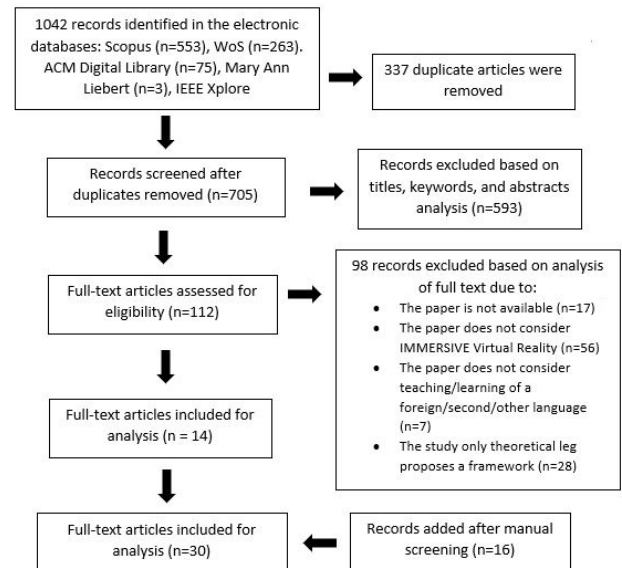 1042 records identified in the electronic
databases: Scopus (n=553), WoS (n=263).
ACM Digital Library (n=75), Mary Ann
Liebert (n=3), IEEE Xplore
337 duplicate articles were
removed
Records screened after
duplicates removed (n=705)
Records excluded based on
titles, keywords, and abstracts
analysis (n=593)
Full-text articles assessed for
eligibility (n=112)
98 records excluded based on analysis
of full text due to:
• The paper is not available (n=17)
• The paper does not consider
IMMERSIVE Virtual Reality (n=56)
• The paper does not consider
teaching/learning of a
foreign/second/other language
(n=7)
• The study only theoretical leg
proposes a framework (n=28)
Full-text articles included for
analysis (n = 14)
Full-text articles included for
analysis (n=30)
Records added after manual
screening (n=16)